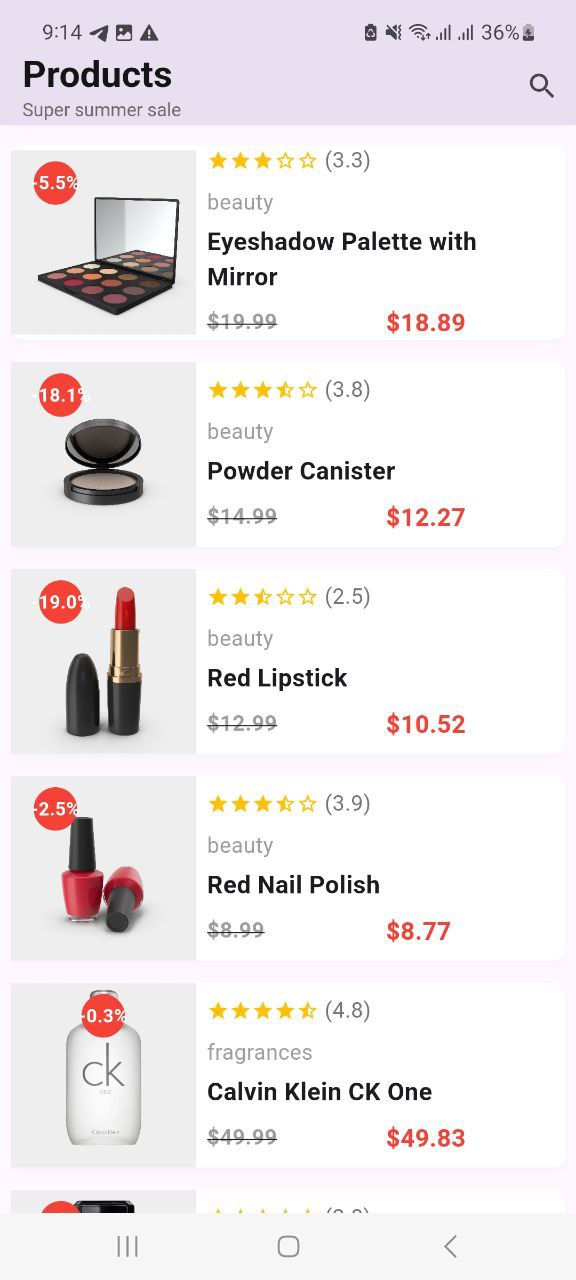 9:14
36%
Products
Super summer sale
-5.5%
(3.3)
beauty
Eyeshadow Palette with
Mirror
$19.99 $18.89
-18.1%
(3.8)
beauty
Powder Canister
$14.99 $12.27
-19.0%
(2.5)
beauty
Red Lipstick
$12.99 $10.52
-2.5%
(3.9)
beauty
Red Nail Polish
$8.99 $8.77
-0.3%
ck
one
Calvin Klein
(4.8)
fragrances
Calvin Klein CK One
$49.99 $49.83